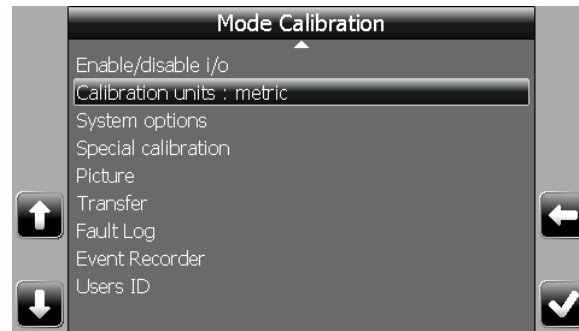 Mode Calibration
Enable/disable i/o
Calibration units : metric
System options
Special calibration
Picture
Transfer
Fault Log
Event Recorder
Users ID